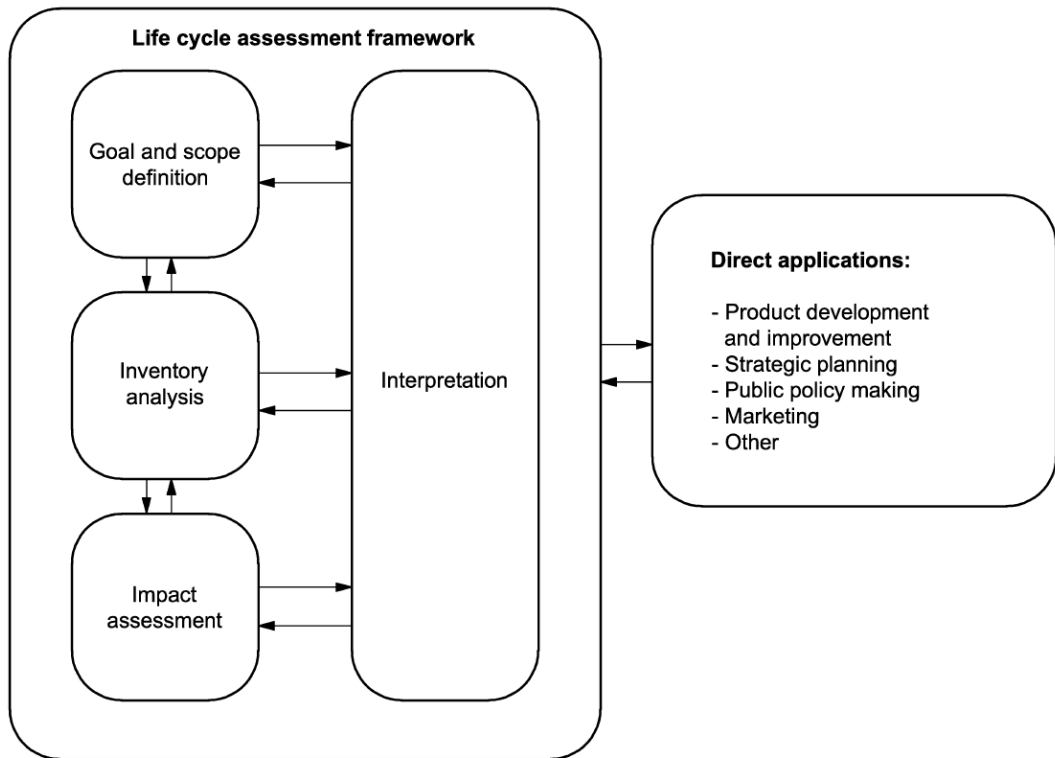 Life cycle assessment framework
Goal and scope
definition
Inventory
analysis
Impact
assessment
Interpretation
Direct applications:
- Product development
and improvement
- Strategic planning
- Public policy making
- Marketing
- Other